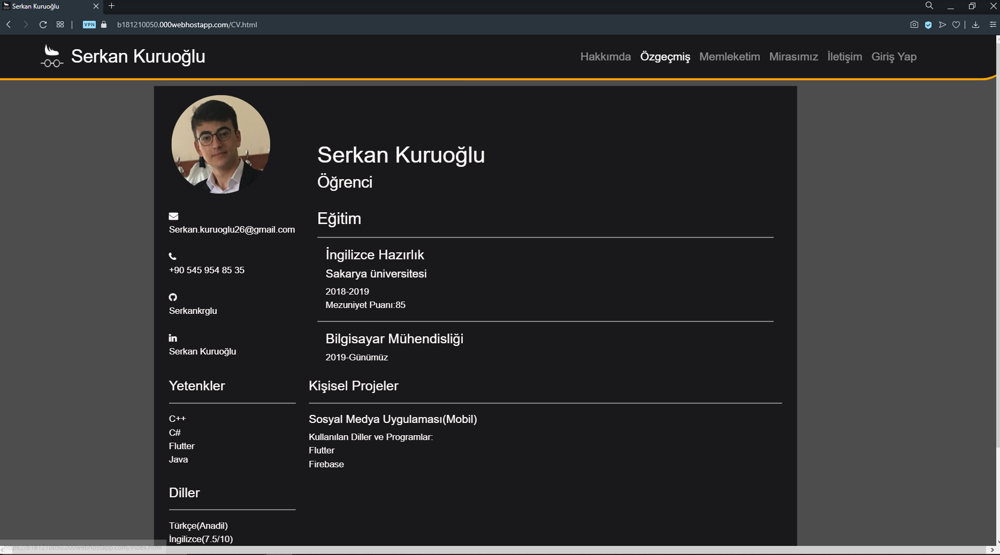 Serkan Kuruoğlu
VPN
b181210050.000webhostapp.com/CV.html
Serkan Kuruoğlu
Hakkımda Özgeçmiş Memleketim Mirasımız İletişim Giriş Yap
Serkan Kuruoğlu
Öğrenci
Serkan.kuruoglu26@gmail.com
+90 545 954 85 35
Serkankrglu
in
Serkan Kuruoğlu
Eğitim
İngilizce Hazırlık
Sakarya üniversitesi
2018-2019
Mezuniyet Puanı:85
Bilgisayar Mühendisliği
2019-Günümüz
Yetenkler
C++
C#
Flutter
Java
Kişisel Projeler
Sosyal Medya Uygulaması(Mobil)
Kullanılan Diller ve Programlar:
Flutter
Firebase
Diller
Türkçe(Anadil)
İngilizce(7.5/10)
https://b181210050.000webhostapp.com/index.html